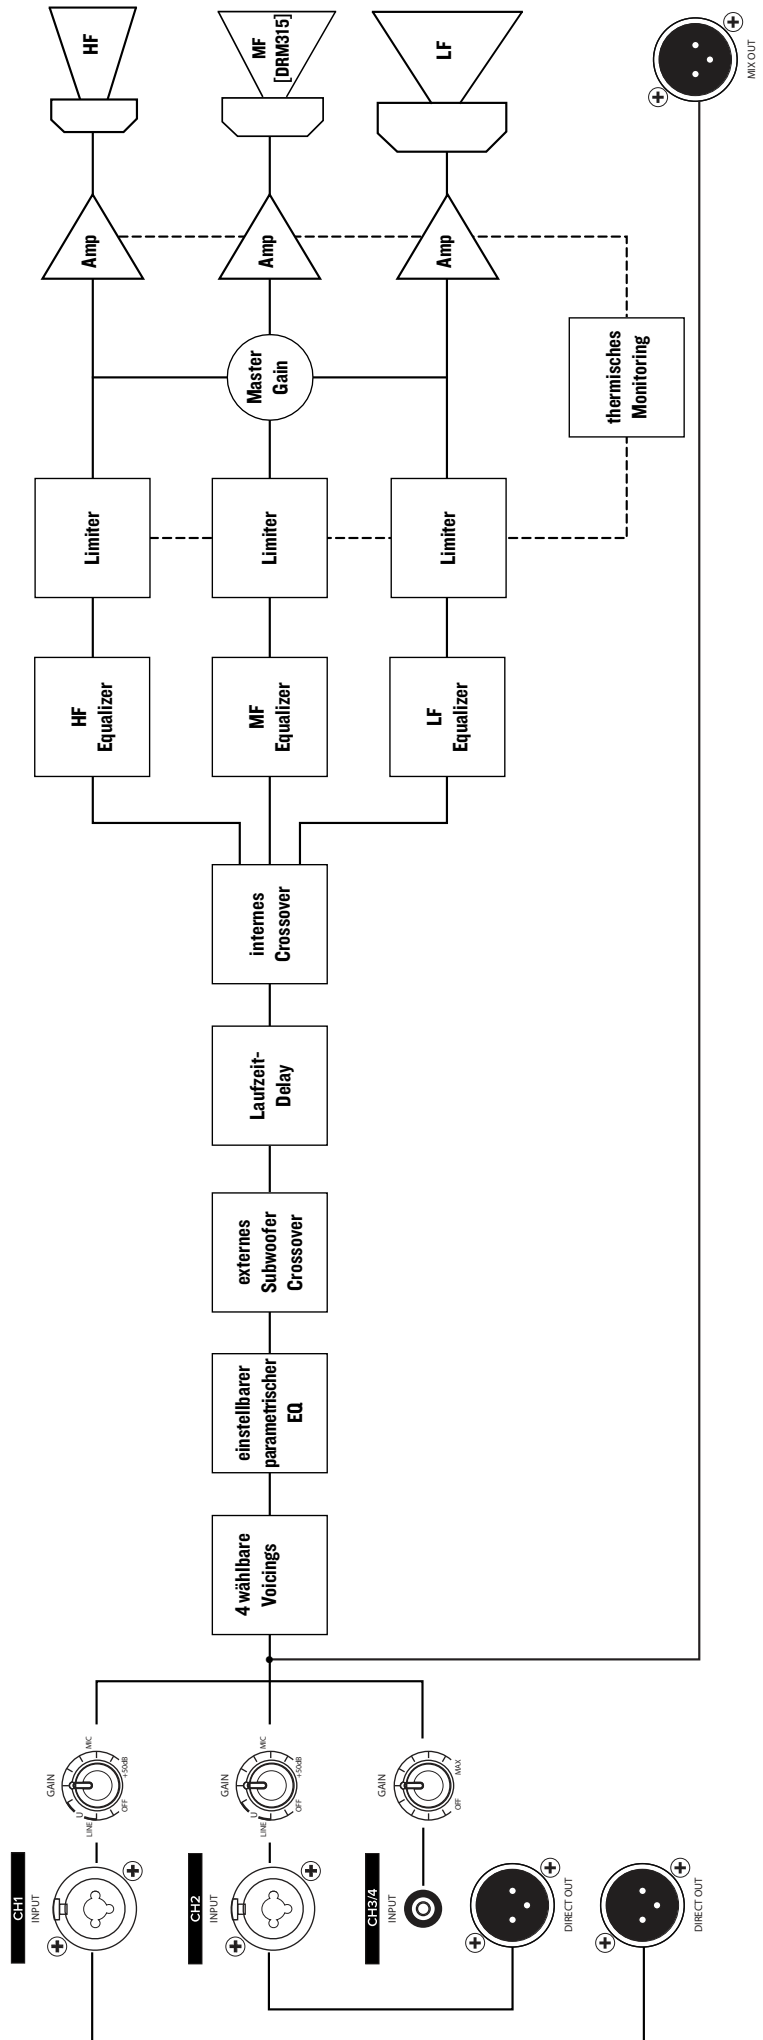 CH1
INPUT
GAIN
U
LINE
MIC
OFF
+50dB
CH2
INPUT
GAIN
U
LINE
MIC
OFF
+50dB
CH3/4
INPUT
GAIN
OFF
MAX
DIRECT OUT
DIRECT OUT
4 wählbare
Voicings
einstellbarer
parametrischer
EQ
externes
Subwoofer
Crossover
Laufzeit-
Delay
internes
Crossover
HF
Equalizer
MF
Equalizer
LF
Equalizer
Limiter
Limiter
Limiter
Master
Gain
thermisches
Monitoring
Amp
Amp
Amp
HF
MF
[DRM315]
LF
MIX OUT